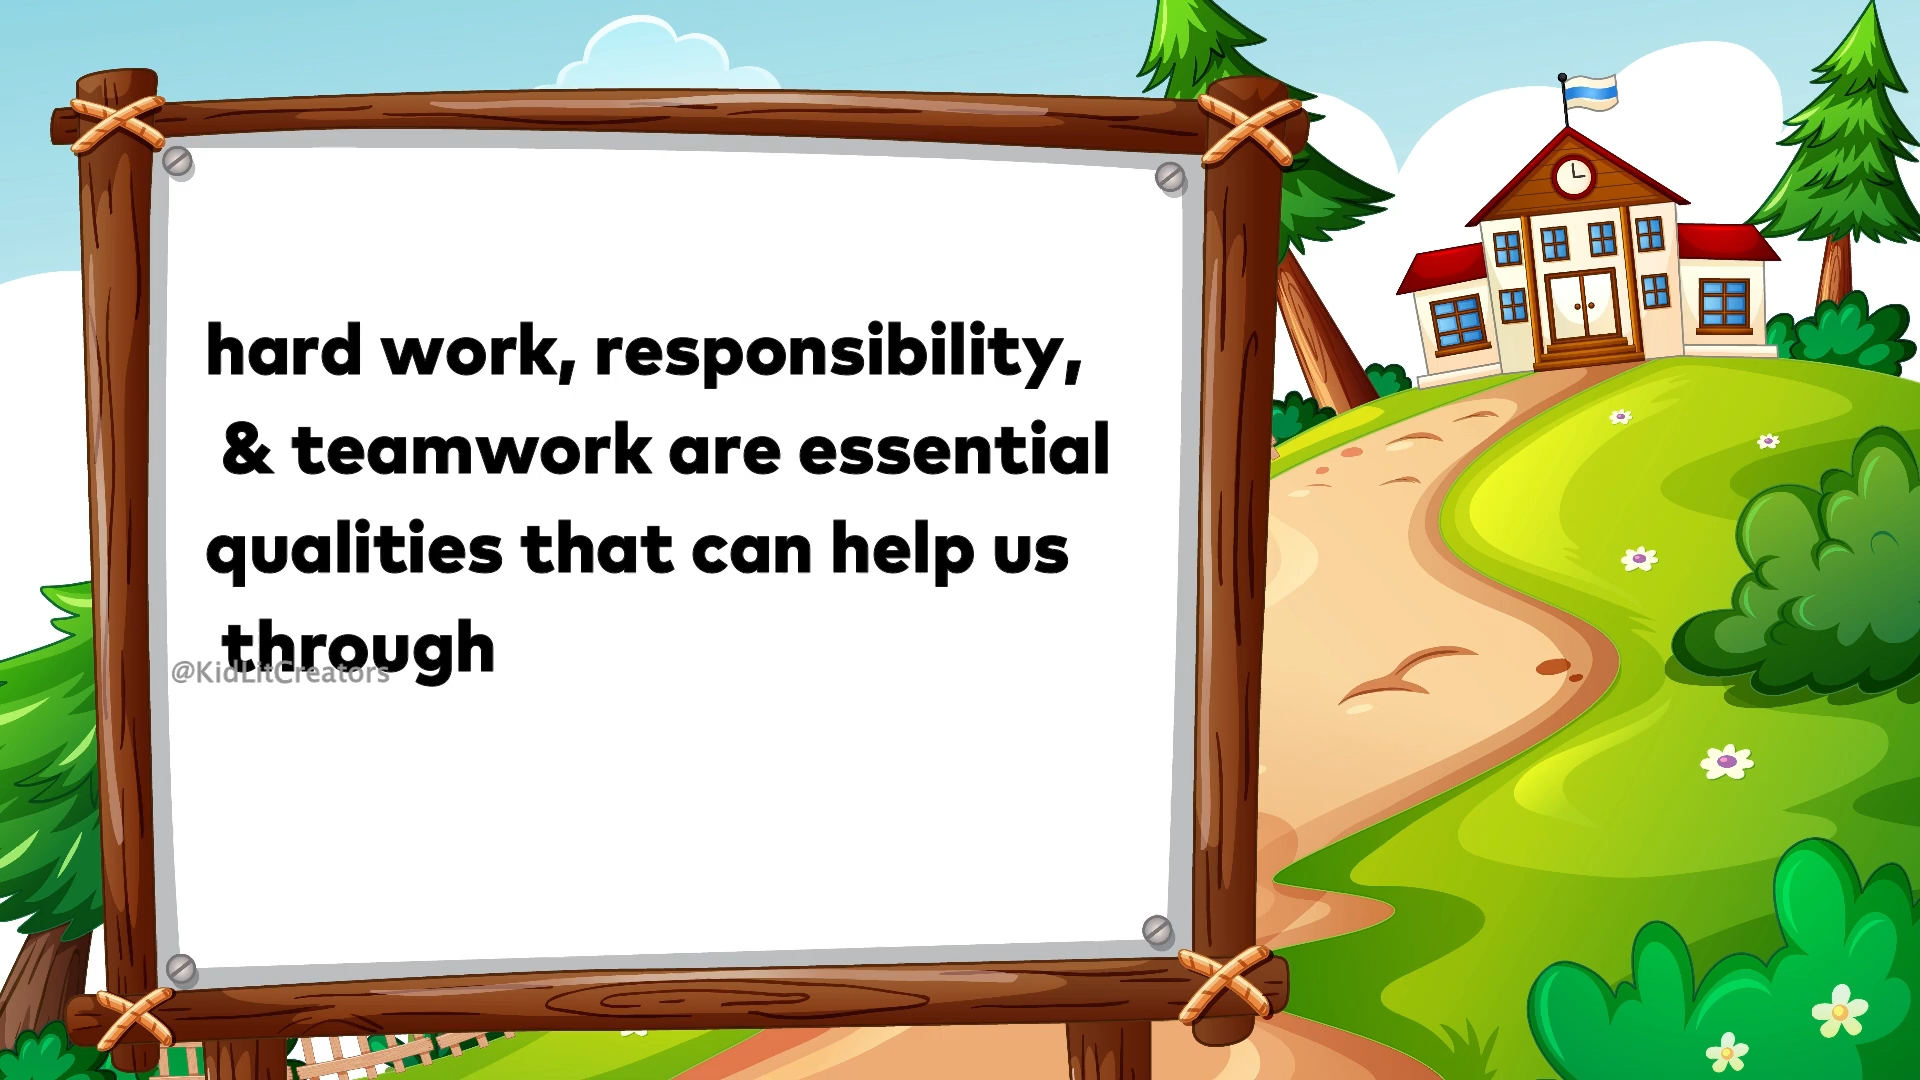 hard work, responsibility,
& teamwork are essential
qualities that can help us
through
@KidLitCreators